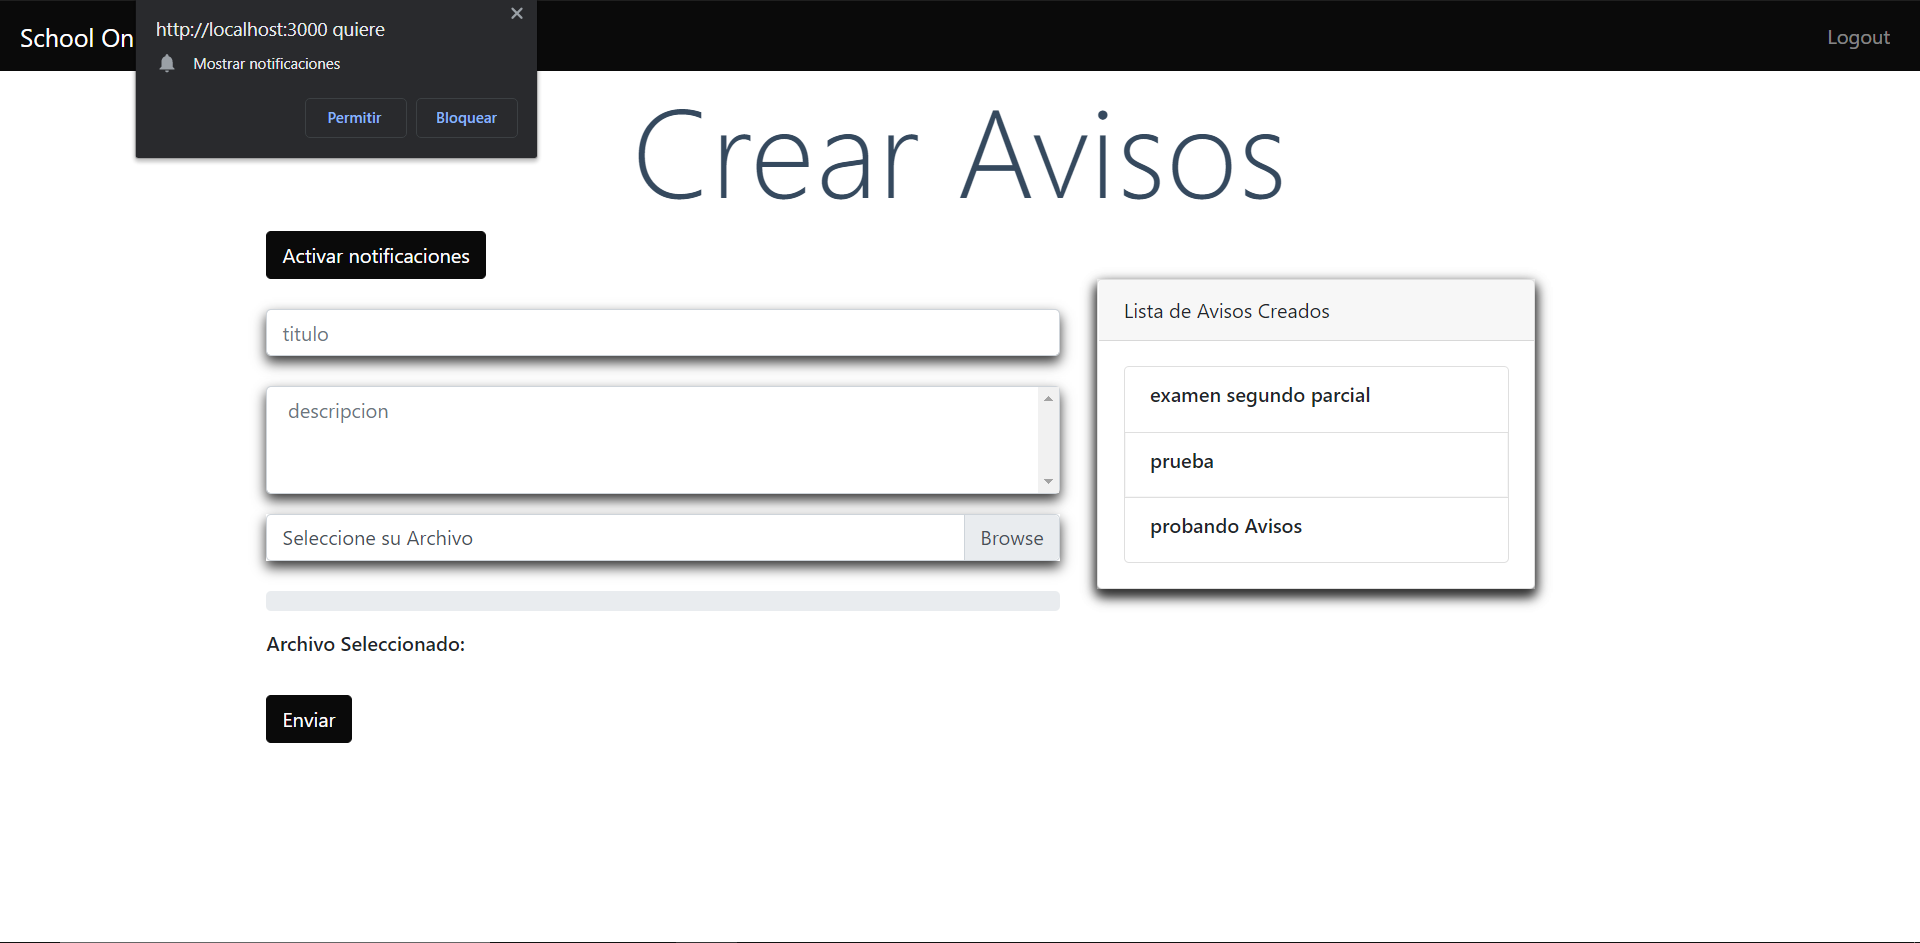 School On
http://localhost:3000 quiere
Mostrar notificaciones
Permitir
Bloquear
Logout
Crear Avisos
Activar notificaciones
titulo
descripcion
Seleccione su Archivo
Browse
Archivo Seleccionado:
Enviar
Lista de Avisos Creados
examen segundo parcial
prueba
probando Avisos